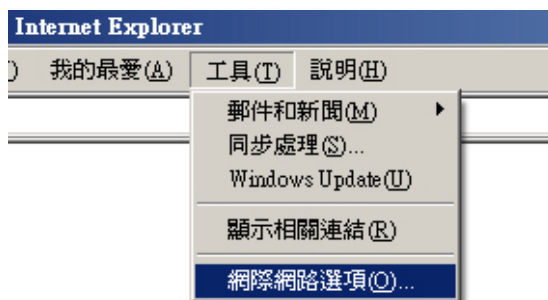 Internet Explorer
) 我的最愛(A) 工具(T) 說明(H)
郵件和新聞(M)
同步處理(S)...
Windows Update(U)
顯示相關連結(R)
網際網路選項(O)...